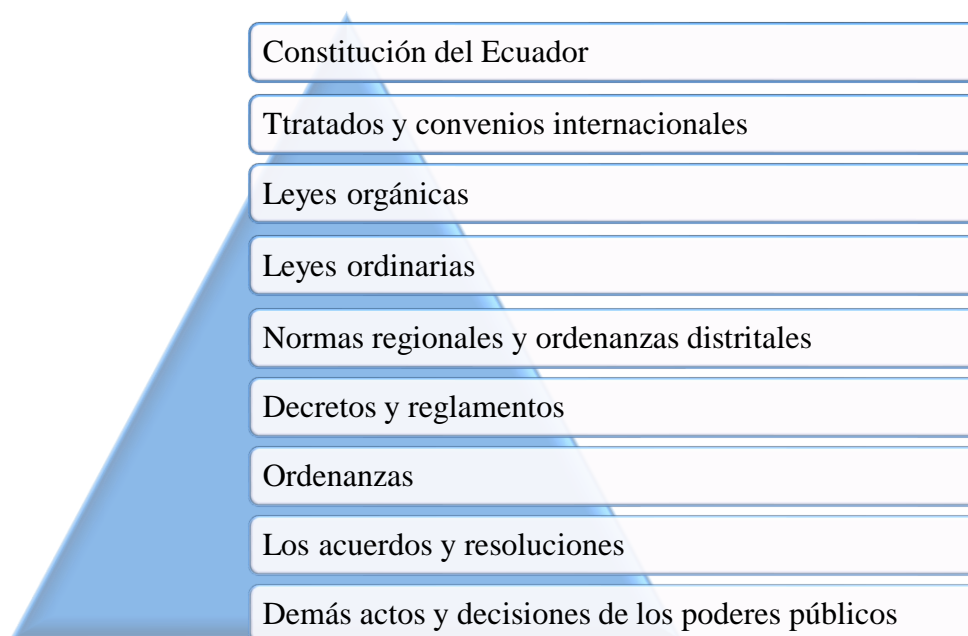 Constitución del Ecuador
Ttratados y convenios internacionales
Leyes orgánicas
Leyes ordinarias
Normas regionales y ordenanzas distritales
Decretos y reglamentos
Ordenanzas
Los acuerdos y resoluciones
Demás actos y decisiones de los poderes públicos